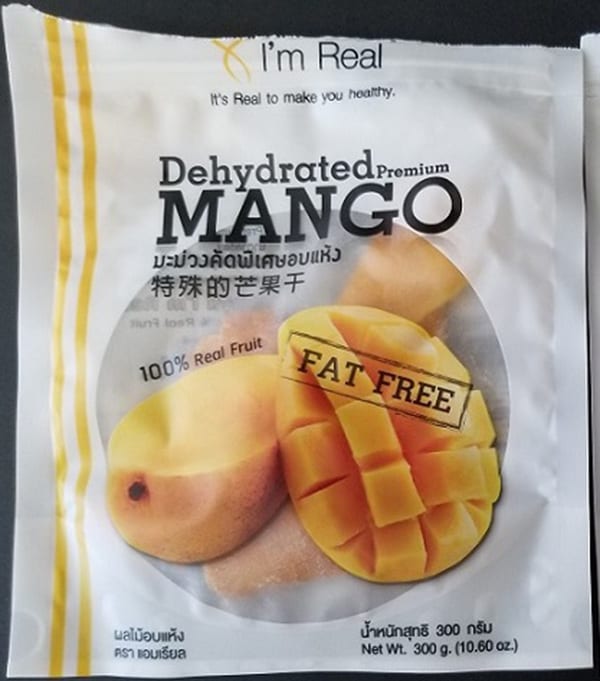 I'm Real
It's Real to make you healthy.
Dehydrated Premium
MANGO
มะม่วงคัดพิเศษอบแห้ง
特殊的芒果干
100% Real Fruit
FAT FREE
ผลไม้อบแห้ง
ตรา แอมเรียล
น้ำหนักสุทธิ 300 กรัม
Net Wt. 300 g. (10.60 oz.)